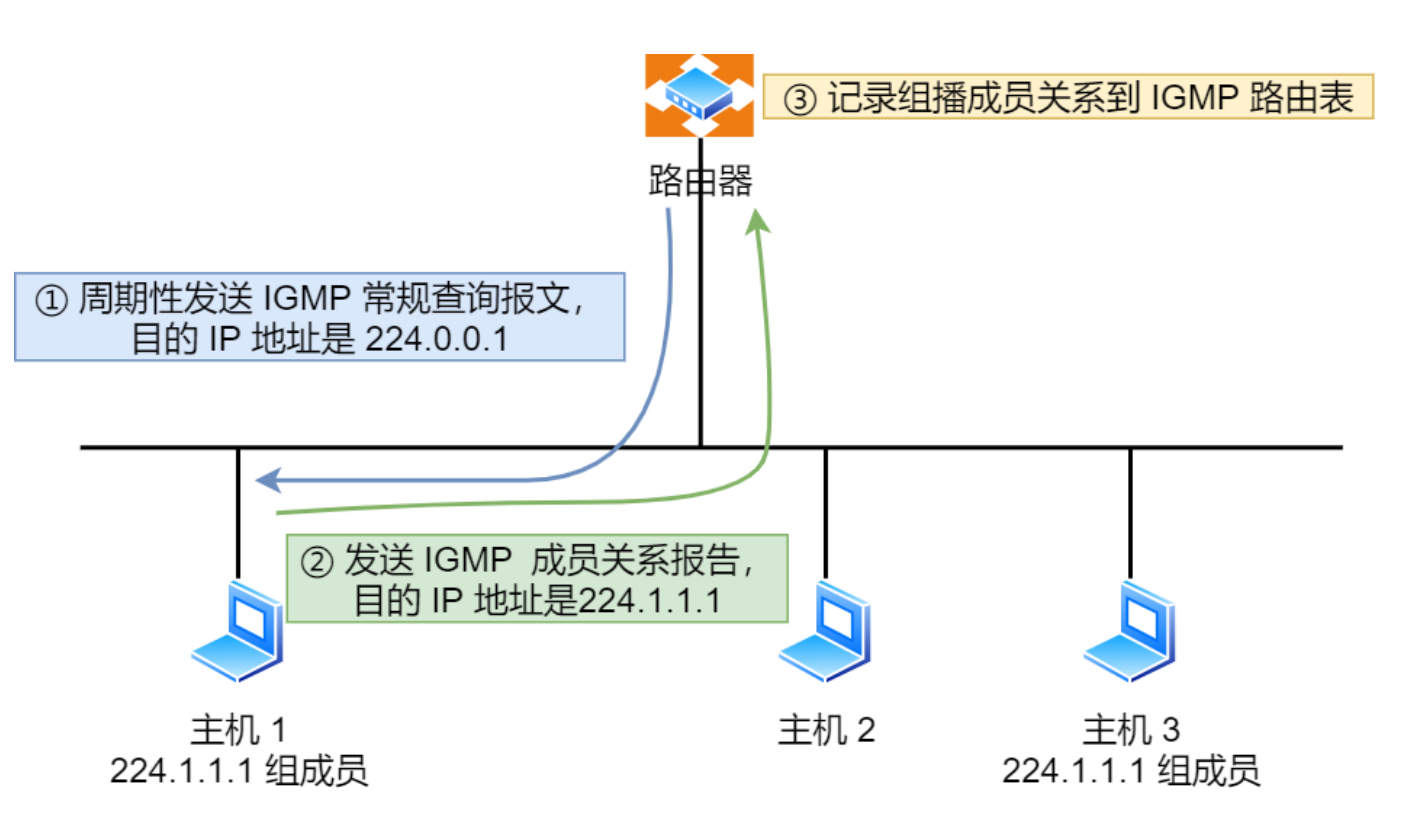 ③ 记录组播成员关系到 IGMP 路由表
路由器
① 周期性发送 IGMP 常规查询报文，
目的 IP 地址是 224.0.0.1
② 发送 IGMP 成员关系报告，
目的 IP 地址是224.1.1.1
主机 1
224.1.1.1 组成员
主机 2
主机 3
224.1.1.1 组成员